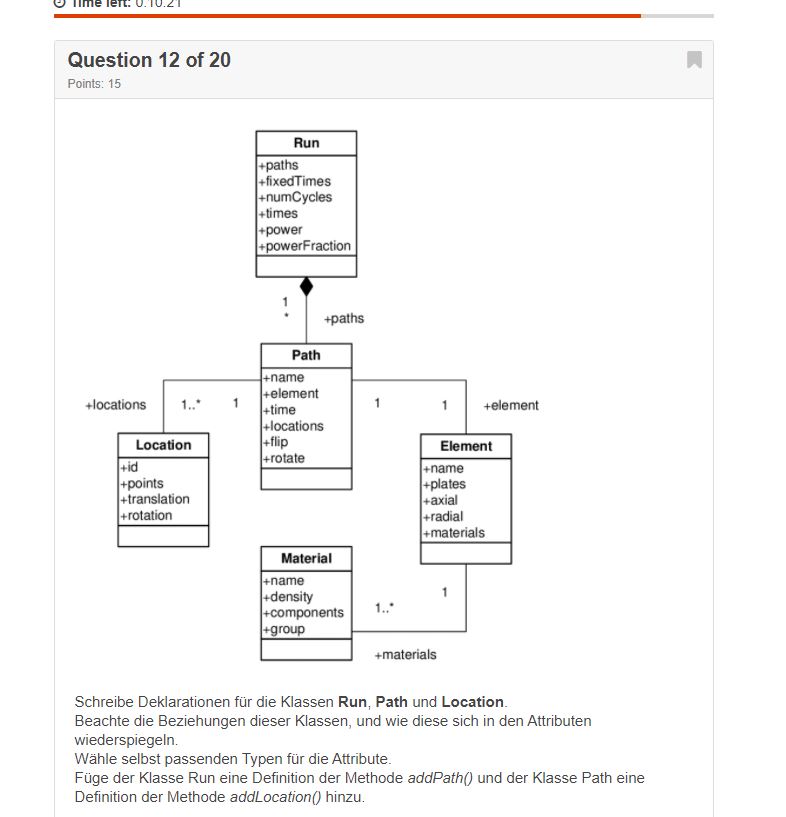 Time left: 0:10:21
Question 12 of 20
Points: 15
Run
+paths
+fixedTimes
+numCycles
+times
+power
+powerFraction
1
*
+paths
Path
+name
+element
+time
+locations
+flip
+rotate
+locations
1..*
1
1
1
+element
Location
+id
+points
+translation
+rotation
Element
+name
+plates
+axial
+radial
+materials
Material
+name
+density
+components
+group
1..*
1
+materials
Schreibe Deklarationen für die Klassen Run, Path und Location.
Beachte die Beziehungen dieser Klassen, und wie diese sich in den Attributen
wiederspiegeln.
Wähle selbst passenden Typen für die Attribute.
Füge der Klasse Run eine Definition der Methode addPath() und der Klasse Path eine
Definition der Methode addLocation() hinzu.